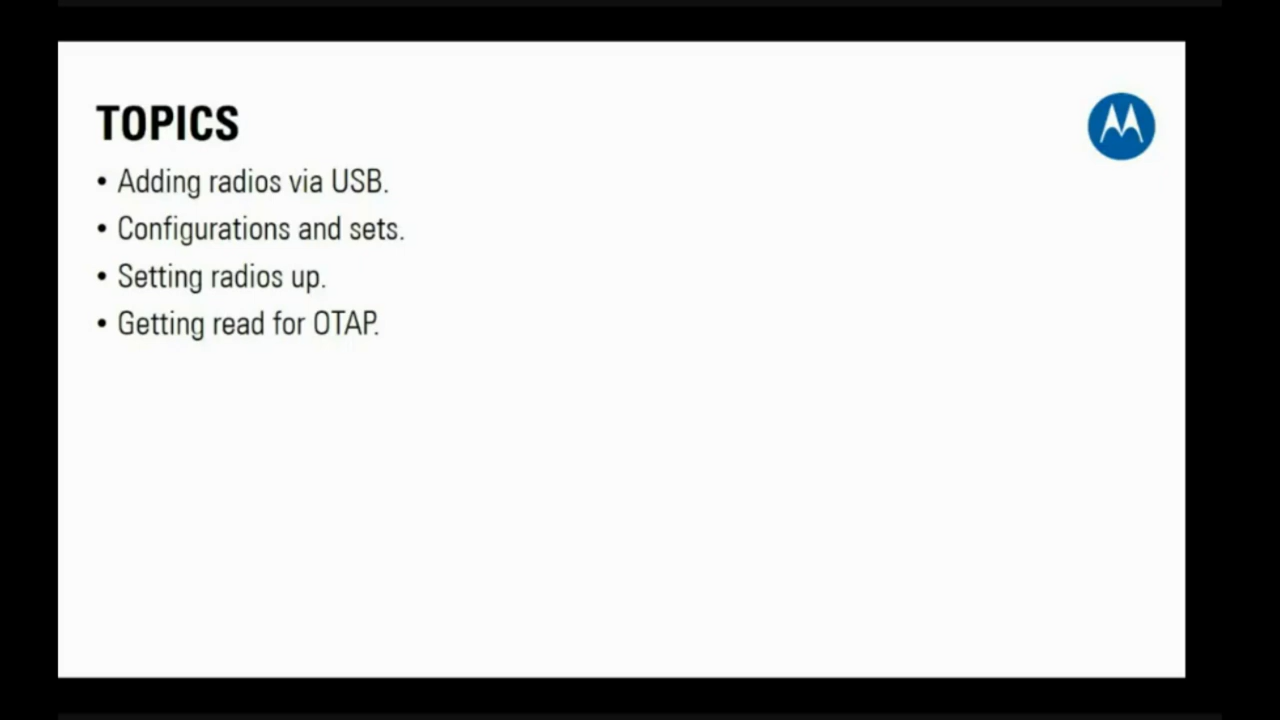 TOPICS
• Adding radios via USB.
• Configurations and sets.
• Setting radios up.
• Getting read for OTAP.